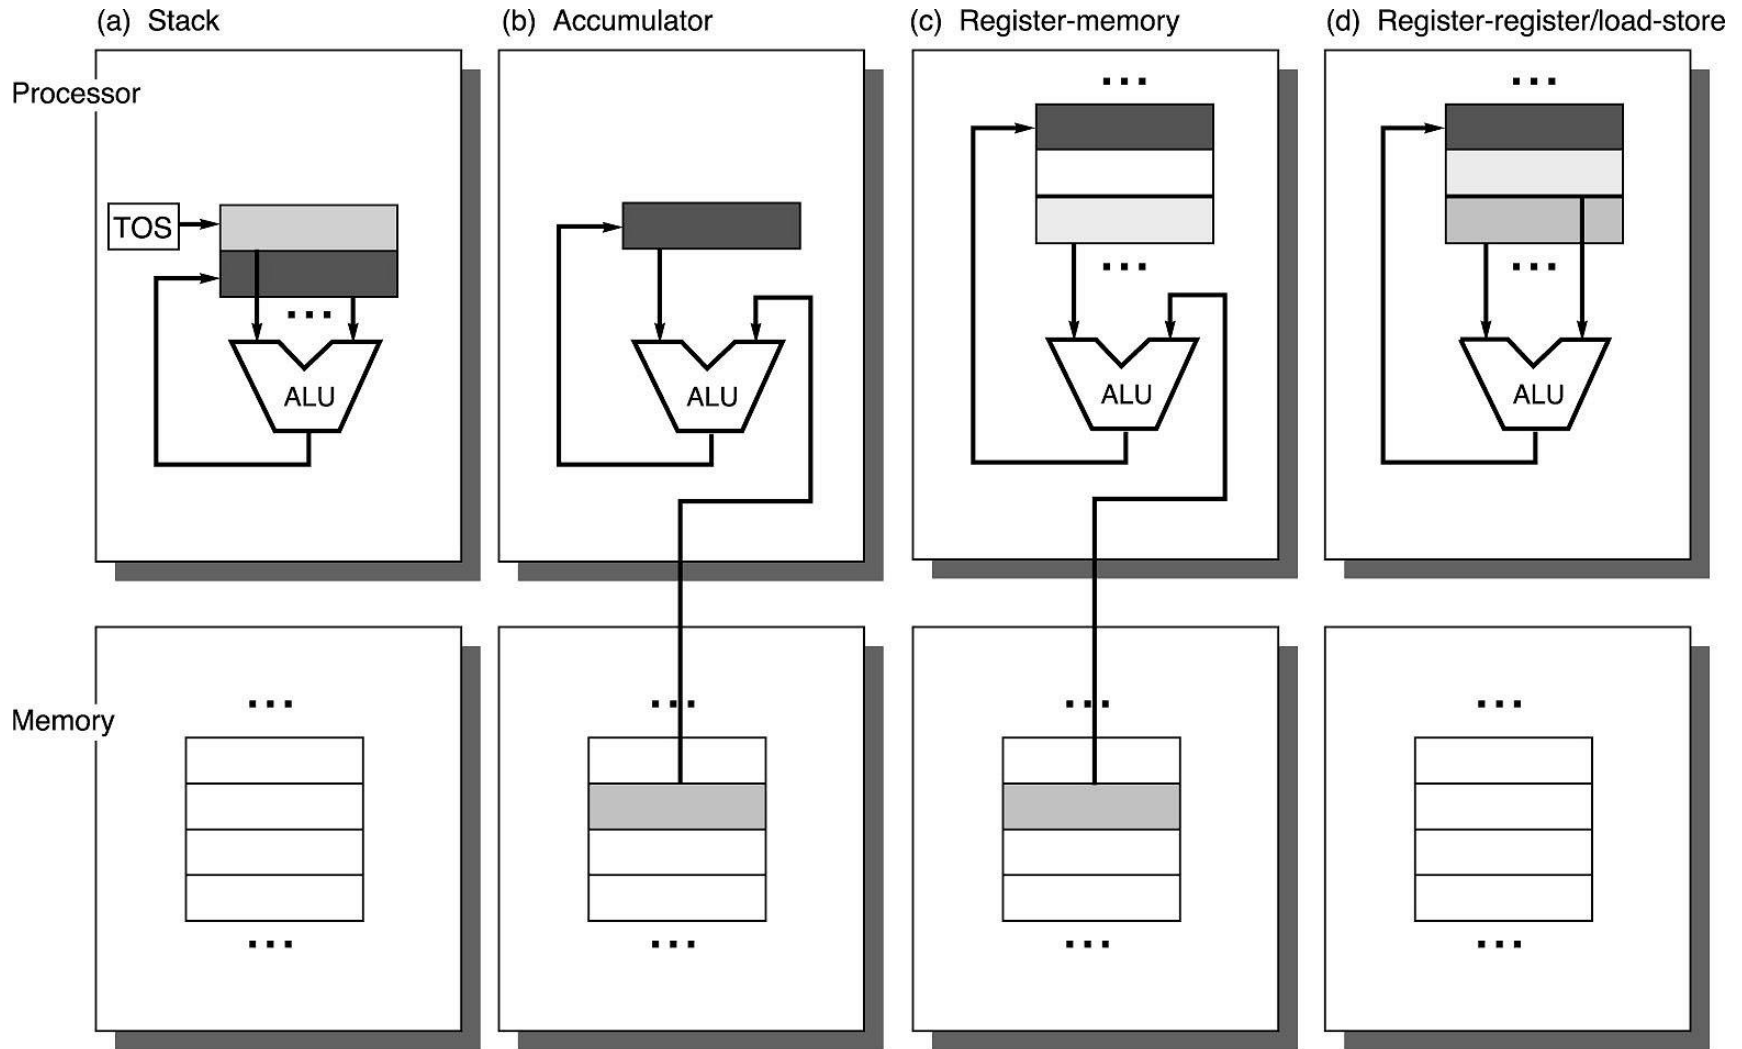 (a) Stack
(b) Accumulator
(c) Register-memory
(d) Register-register/load-store
Processor
TOS
...
...
...
...
...
ALU
ALU
ALU
ALU
Memory
...
...
...
...
...
...
...
...